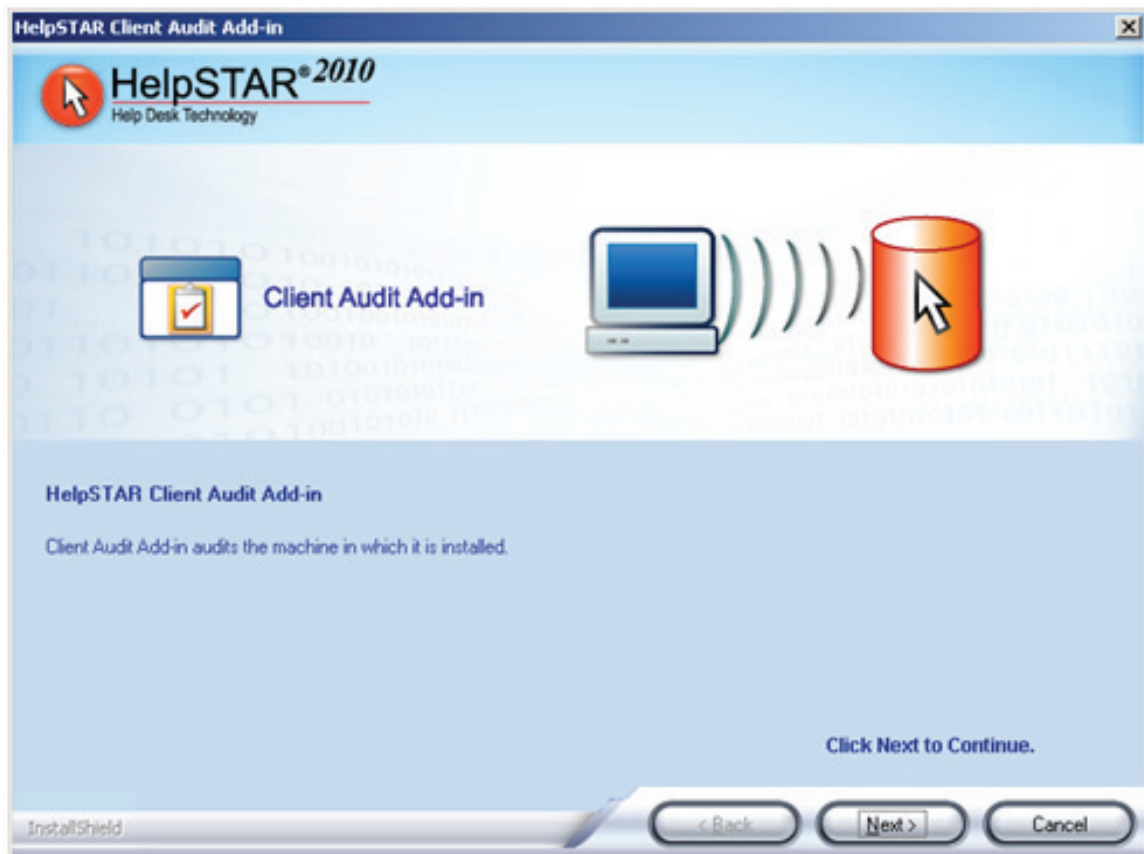 HelpSTAR Client Audit Add-in
HelpSTAR® 2010
Help Desk Technology
Client Audit Add-in
HelpSTAR Client Audit Add-in
Client Audit Add-in audits the machine in which it is installed.
Click Next to Continue.
InstallShield
< Back
Next >
Cancel